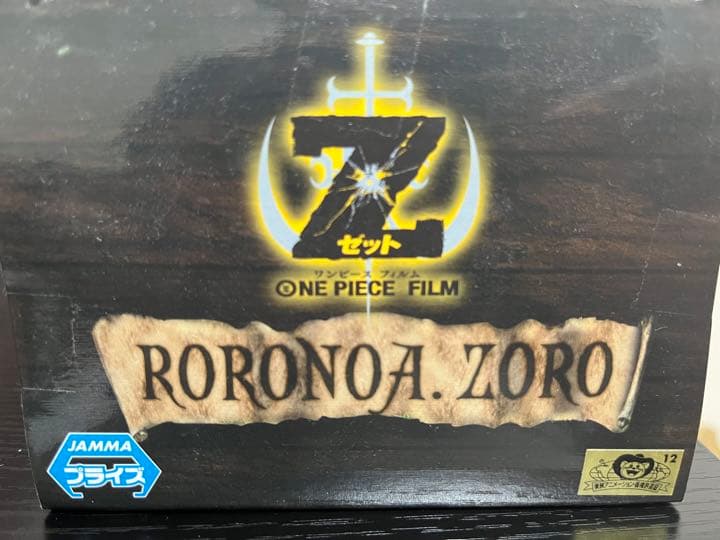 Z
ゼット
ワンピース フィルム
ONE PIECE FILM
RORONOA. ZORO
JAMMA
プライズ
12